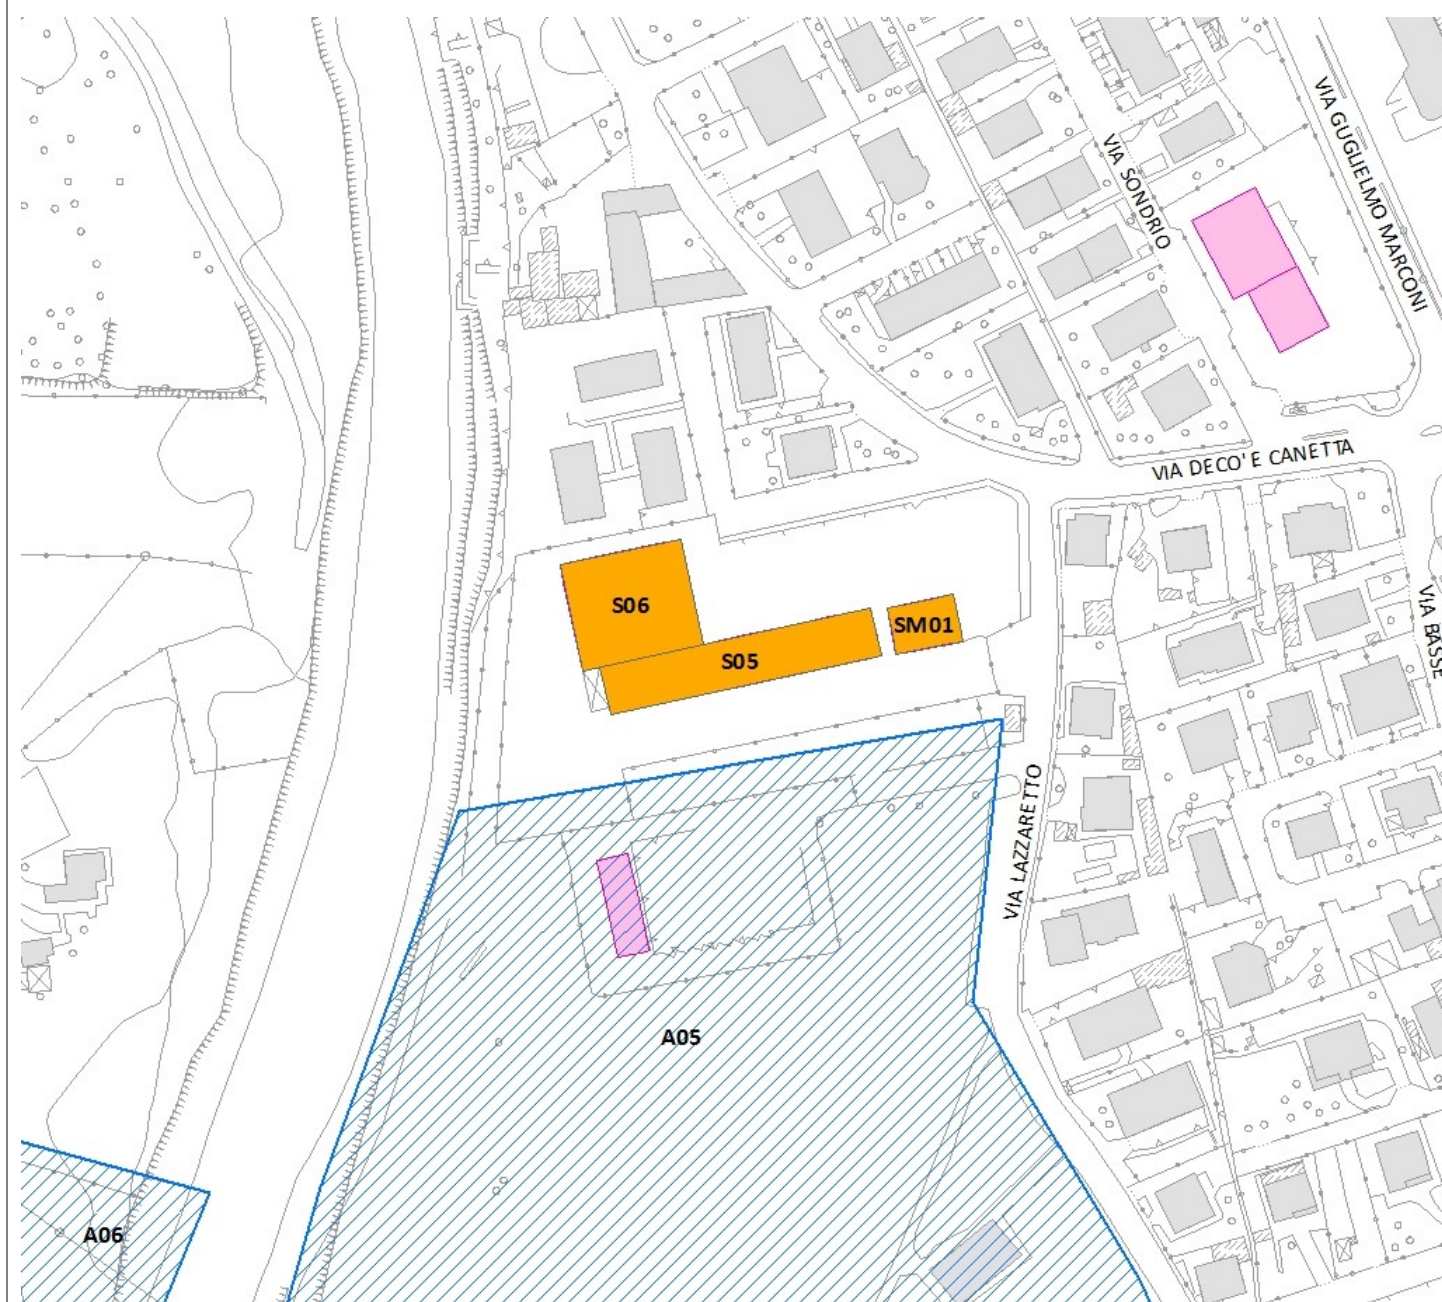 VIA GUGLIELMO MARCONI
VIA SONDRIO
VIA DECO' E CANETTA
VIA BASSE
S06
SM01
S05
VIA LAZZARETTO
A05
A06